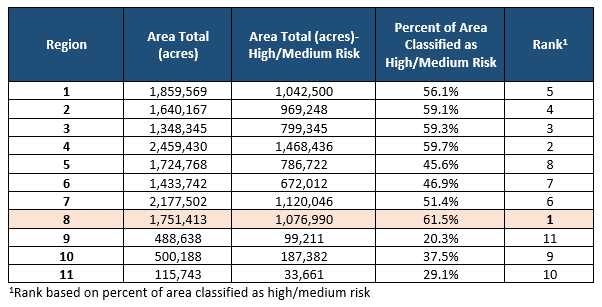 Region Area Total (acres) Area Total (acres)-High/Medium Risk Percent of Area Classified as High/Medium Risk Rank¹
1 1,859,569 1,042,500 56.1% 5
2 1,640,167 969,248 59.1% 4
3 1,348,345 799,345 59.3% 3
4 2,459,430 1,468,436 59.7% 2
5 1,724,768 786,722 45.6% 8
6 1,433,742 672,012 46.9% 7
7 2,177,502 1,120,046 51.4% 6
8 1,751,413 1,076,990 61.5% 1
9 488,638 99,211 20.3% 11
10 500,188 187,382 37.5% 9
11 115,743 33,661 29.1% 10
¹Rank based on percent of area classified as high/medium risk